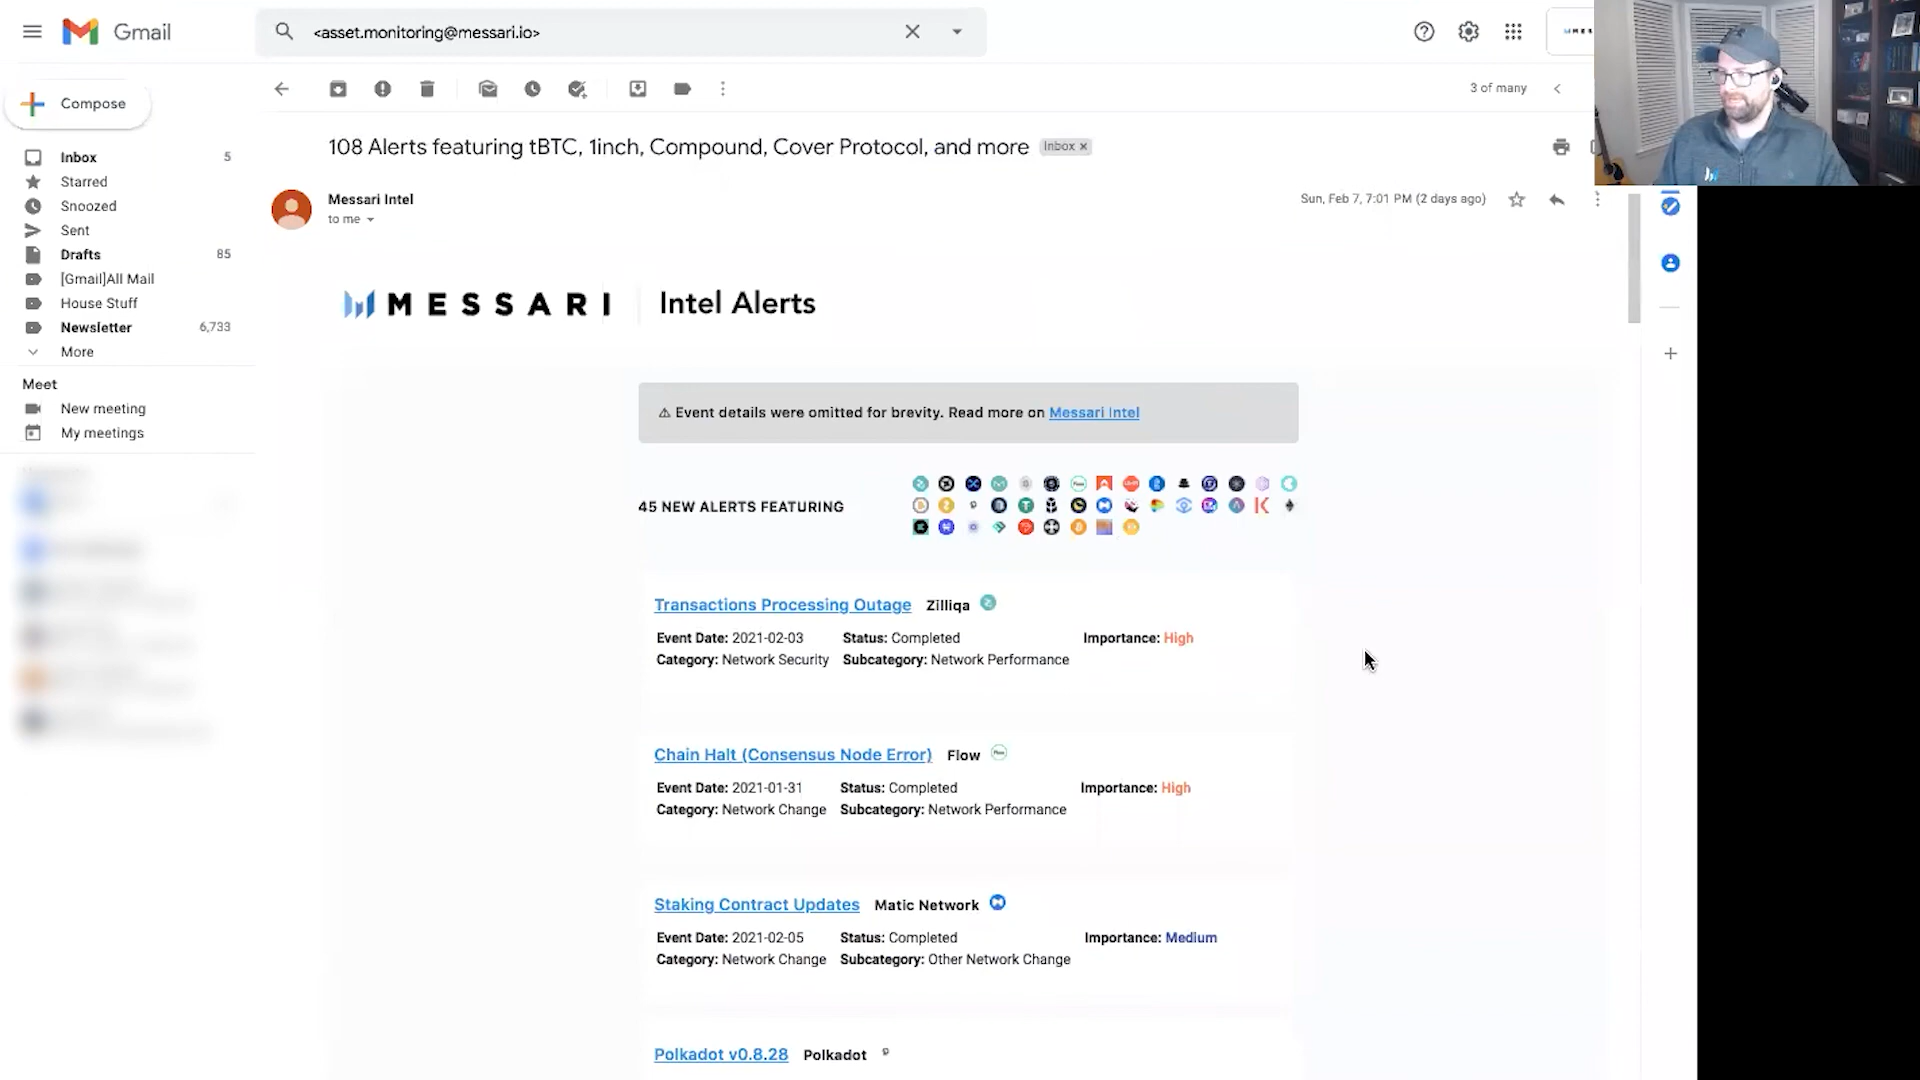 Gmail
<asset.monitoring@messari.io>
Compose
3 of many
Inbox 5
Starred
Snoozed
Sent
Drafts 85
[Gmail]All Mail
House Stuff
Newsletter 6,733
More
Meet
New meeting
My meetings
108 Alerts featuring tBTC, 1inch, Compound, Cover Protocol, and more Inbox ×
Messari Intel
to me
Sun, Feb 7, 7:01 PM (2 days ago)
MESSARI Intel Alerts
⚠ Event details were omitted for brevity. Read more on Messari Intel
45 NEW ALERTS FEATURING
Transactions Processing Outage Zilliqa
Event Date: 2021-02-03 Status: Completed Importance: High
Category: Network Security Subcategory: Network Performance
Chain Halt (Consensus Node Error) Flow
Event Date: 2021-01-31 Status: Completed Importance: High
Category: Network Change Subcategory: Network Performance
Staking Contract Updates Matic Network
Event Date: 2021-02-05 Status: Completed Importance: Medium
Category: Network Change Subcategory: Other Network Change
Polkadot v0.8.28 Polkadot